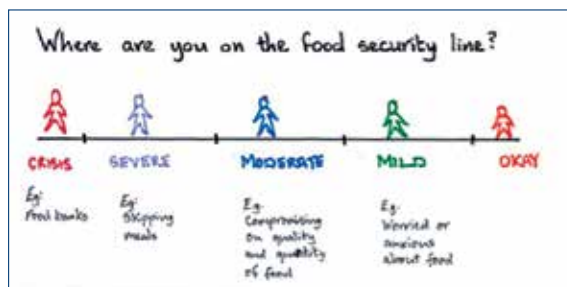 Where are you on the food security line?
CRISIS SEVERE MODERATE MILD OKAY
Eg:
Food banks
Eg:
Skipping
meals
Eg.
Compromising
on quality
and quantity
of food
Eg.
Worried or
anxious
about food